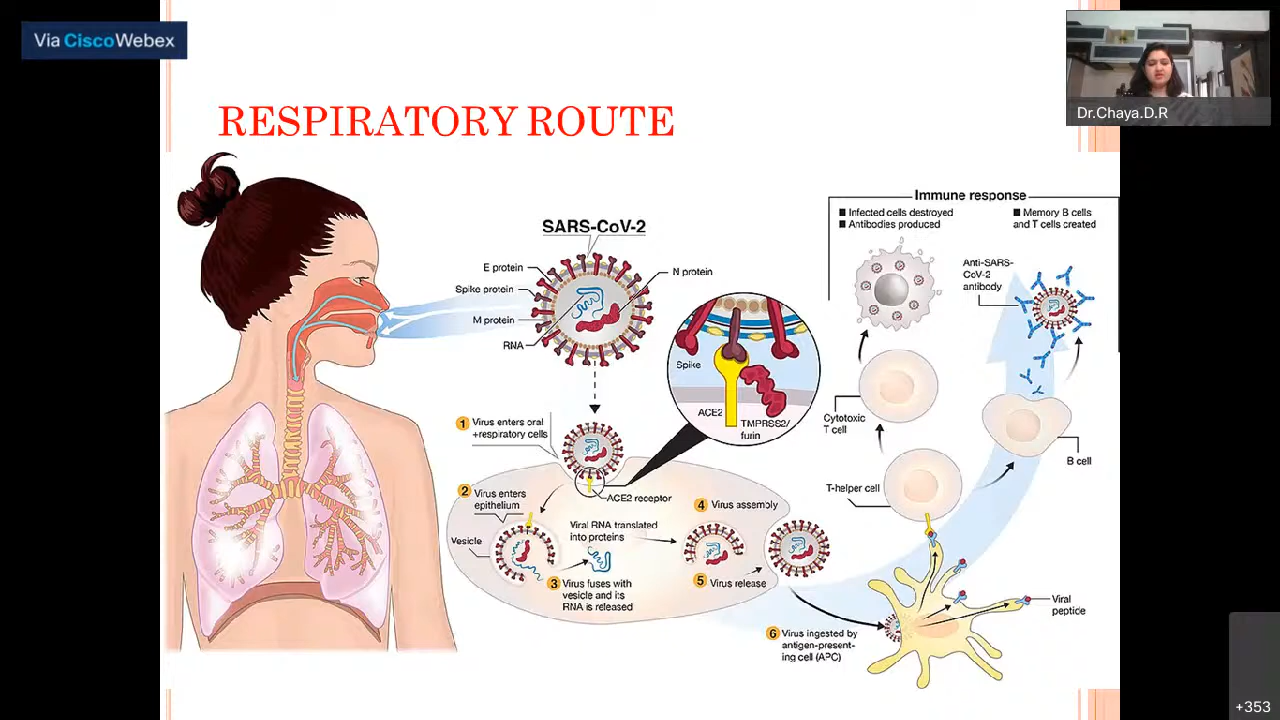 Via CiscoWebex
Dr.Chaya.D.R
RESPIRATORY ROUTE
SARS-CoV-2
E protein
Spike protein
M protein
RNA
N protein
Spike
ACE2
TMPRSS2/
furin
1 Virus enters oral
+respiratory cells
ACE2 receptor
2 Virus enters
epithelium
Vesicle
Viral RNA translated
into proteins
3 Virus fuses with
vesicle and its
RNA is released
4 Virus assembly
5 Virus release
6 Virus ingested by
antigen-present-
ing cell (APC)
Immune response
Infected cells destroyed
Antibodies produced
Memory B cells
and T cells created
Anti-SARS-
CoV-2
antibody
Cytotoxic
T cell
B cell
T-helper cell
Viral
peptide
+353